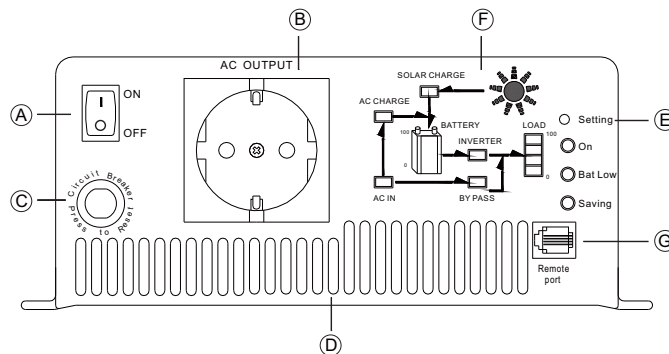 B
F
AC OUTPUT
SOLAR CHARGE
A
I
ON
OFF
AC CHARGE
BATTERY
100
0
INVERTER
LOAD
100
0
AC IN
BY PASS
Setting
E
On
Bat Low
Saving
C
Circuit Breaker
Press to Reset
G
Remote
port
D